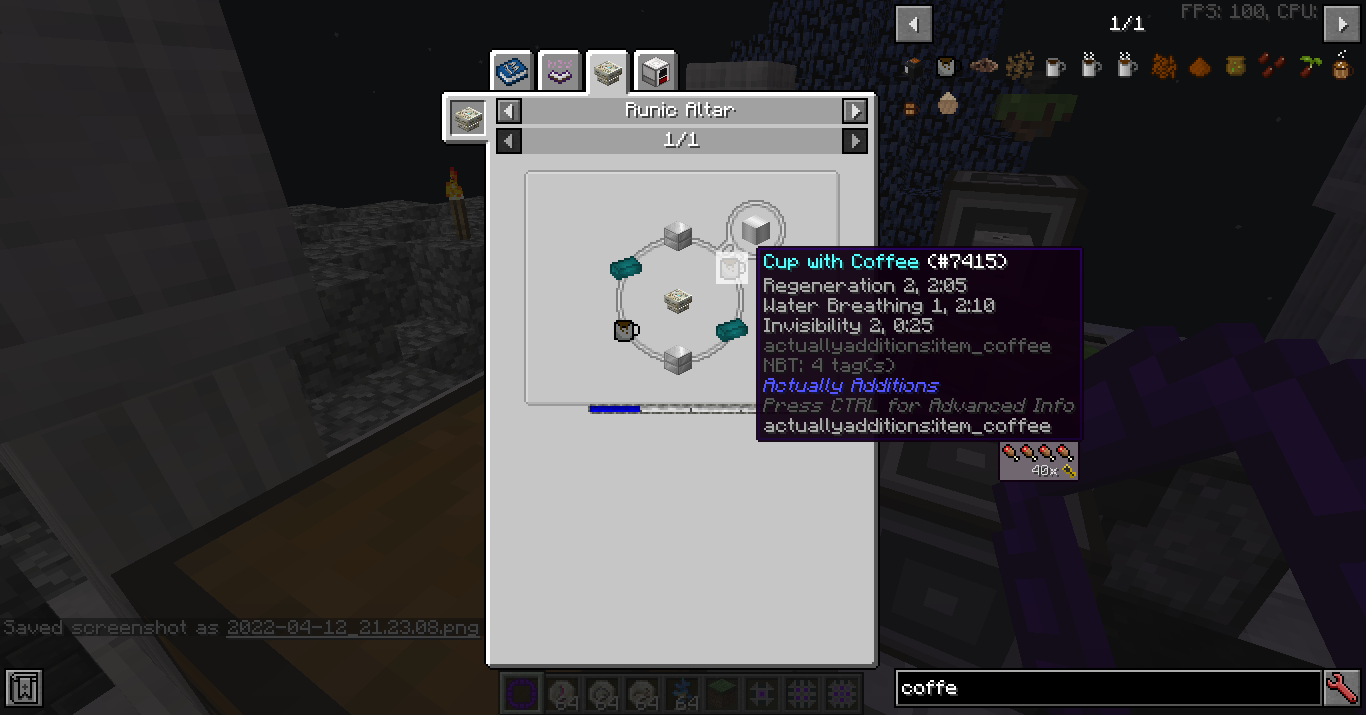 FPS: 100, CPU:
1/1
Runic Altar
1/1
Cup with Coffee (#7415)
Regeneration 2, 2:05
Water Breathing 1, 2:10
Invisibility 2, 0:25
actuallyadditions:item_coffee
NBT: 4 tag(s)
Actually Additions
Press CTRL for Advanced Info
actuallyadditions:item_coffee
40x
Saved screenshot as 2022-04-12_21.23.08.png
64 64 64 64
coffe